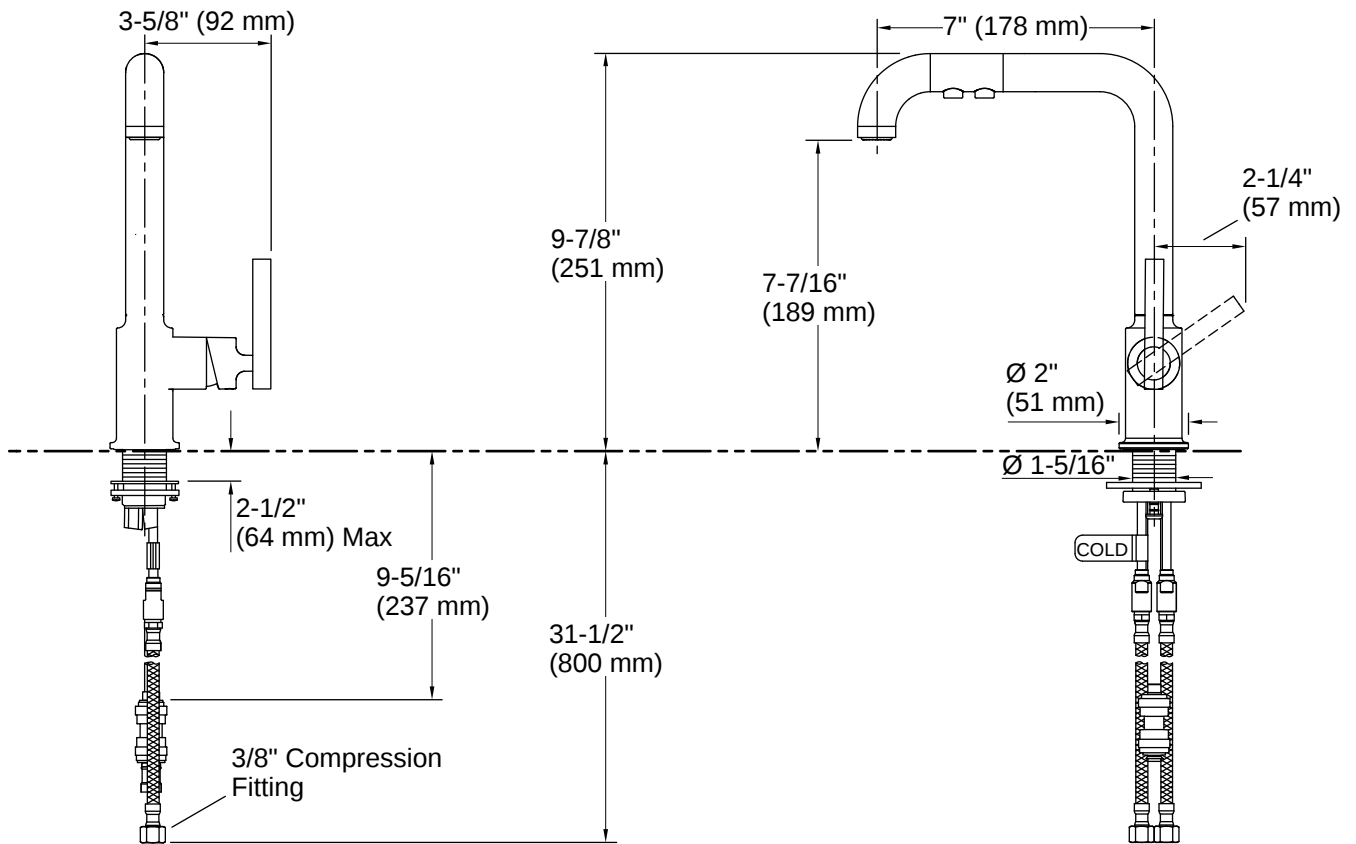 3-5/8" (92 mm)
7" (178 mm)
2-1/4"
(57 mm)
9-7/8"
(251 mm)
7-7/16"
(189 mm)
Ø 2"
(51 mm)
Ø 1-5/16"
2-1/2"
(64 mm) Max
COLD
9-5/16"
(237 mm)
31-1/2"
(800 mm)
3/8" Compression
Fitting